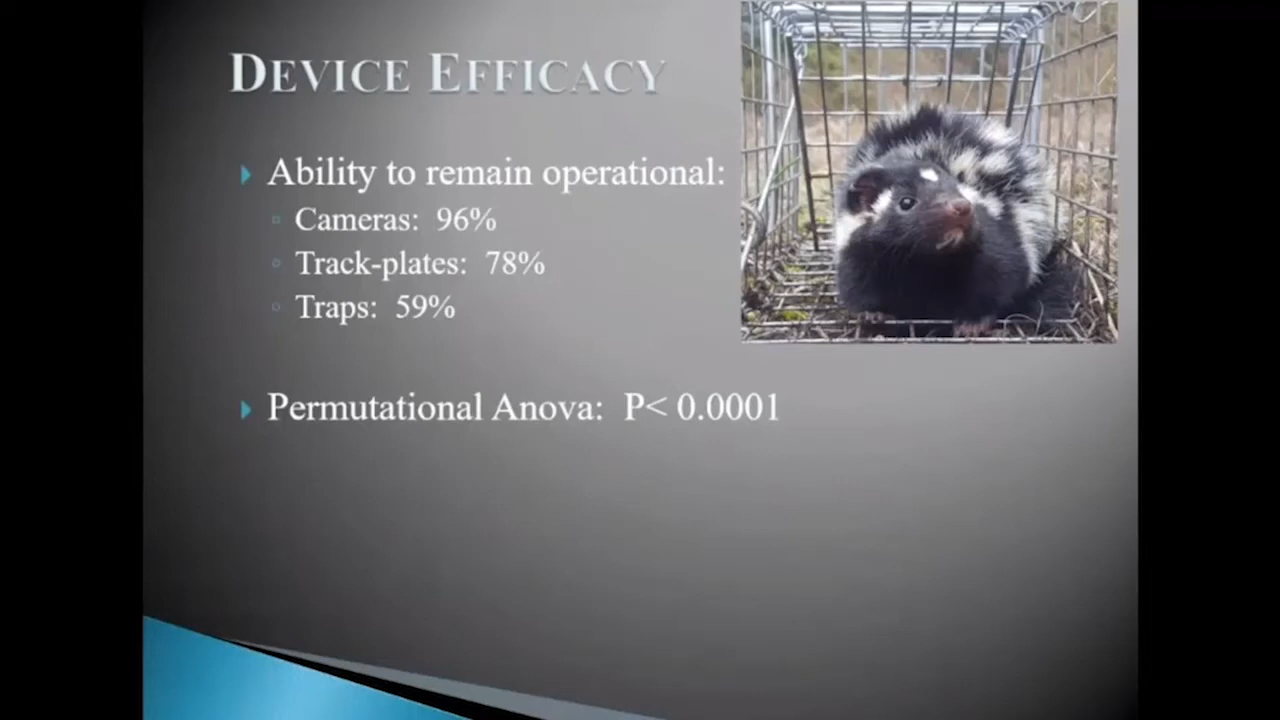 DEVICE EFFICACY
Ability to remain operational:
Cameras: 96%
Track-plates: 78%
Traps: 59%
Permutational Anova: P< 0.0001